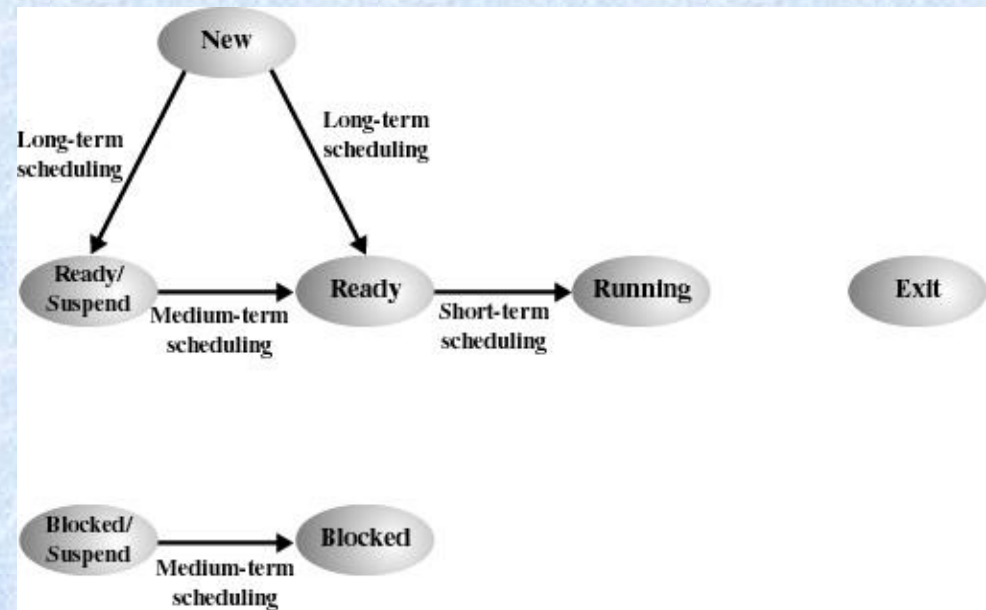 New
Long-term
scheduling
Long-term
scheduling
Ready/
Suspend
Medium-term
scheduling
Ready
Short-term
scheduling
Running
Exit
Blocked/
Suspend
Medium-term
scheduling
Blocked